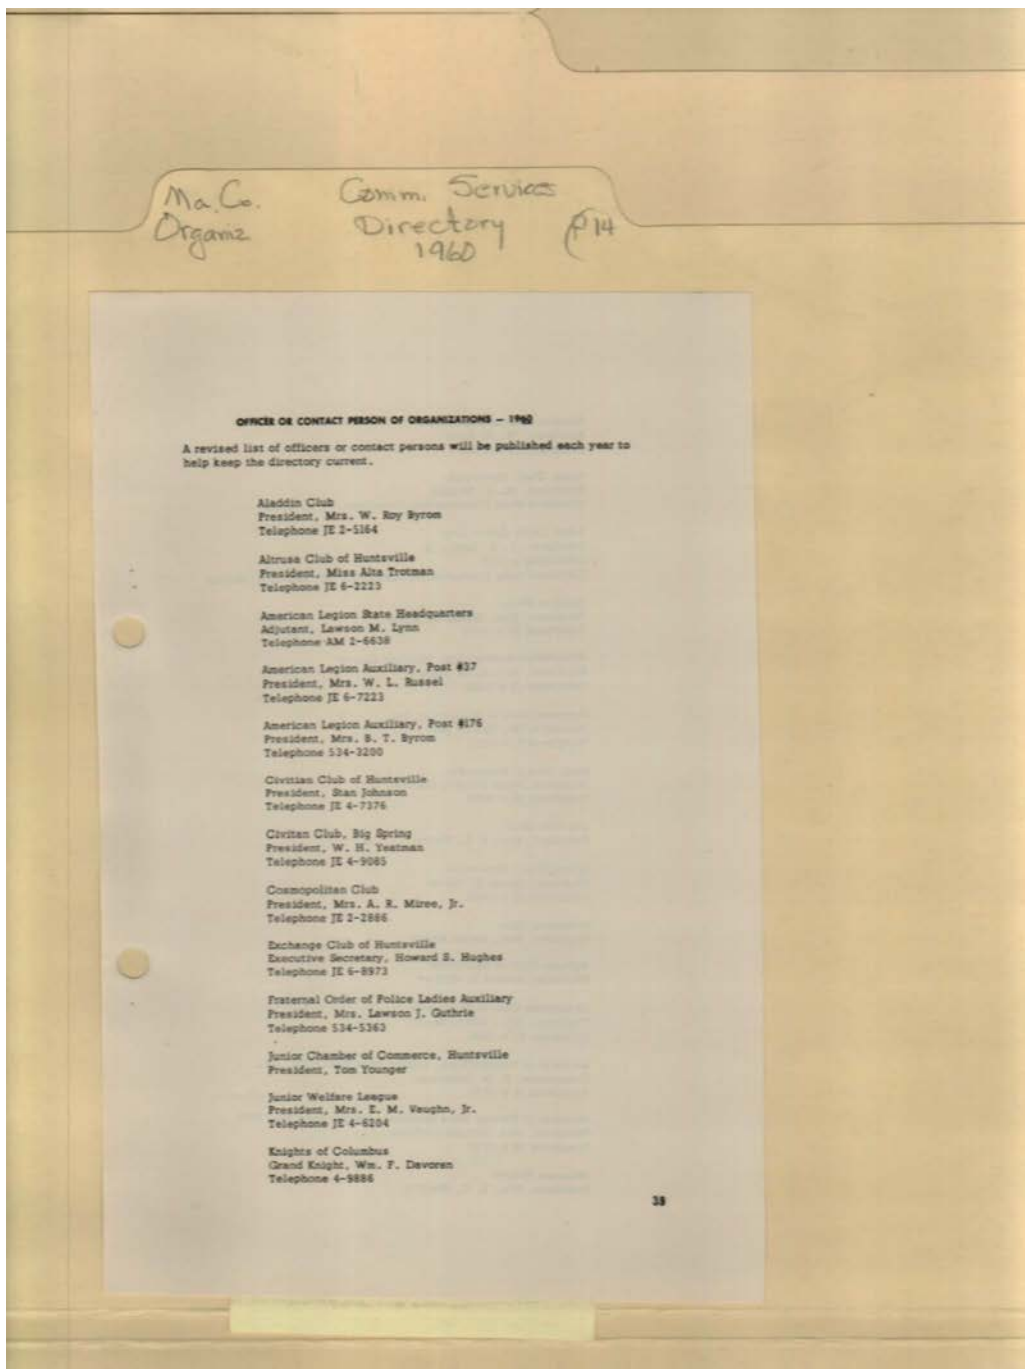 Ma. Co. Comm. Services
Organz Directory P 14
1960
OFFICER OR CONTACT PERSON OF ORGANIZATIONS – 1960
A revised list of officers or contact persons will be published each year to
help keep the directory current.
Aladdin Club
President, Mrs. W. Roy Byrom
Telephone JE 2-5164
Altrusa Club of Huntsville
President, Miss Alta Trotman
Telephone JE 6-2223
American Legion State Headquarters
Adjutant, Lawson M. Lynn
Telephone AM 2-6638
American Legion Auxiliary, Post #37
President, Mrs. W. L. Russel
Telephone JE 6-7223
American Legion Auxiliary, Post #176
President, Mrs. B. T. Byrom
Telephone 534-3200
Civitian Club of Huntsville
President, Stan Johnson
Telephone JE 4-7376
Civitan Club, Big Spring
President, W. H. Yeatman
Telephone JE 4-9085
Cosmopolitan Club
President, Mrs. A. R. Miree, Jr.
Telephone JE 2-2886
Exchange Club of Huntsville
Executive Secretary, Howard S. Hughes
Telephone JE 6-8973
Fraternal Order of Police Ladies Auxiliary
President, Mrs. Lawson J. Guthrie
Telephone 534-5363
Junior Chamber of Commerce, Huntsville
President, Tom Younger
Junior Welfare League
President, Mrs. E. M. Vaughn, Jr.
Telephone JE 4-6204
Knights of Columbus
Grand Knight, Wm. F. Davoren
Telephone 4-9886